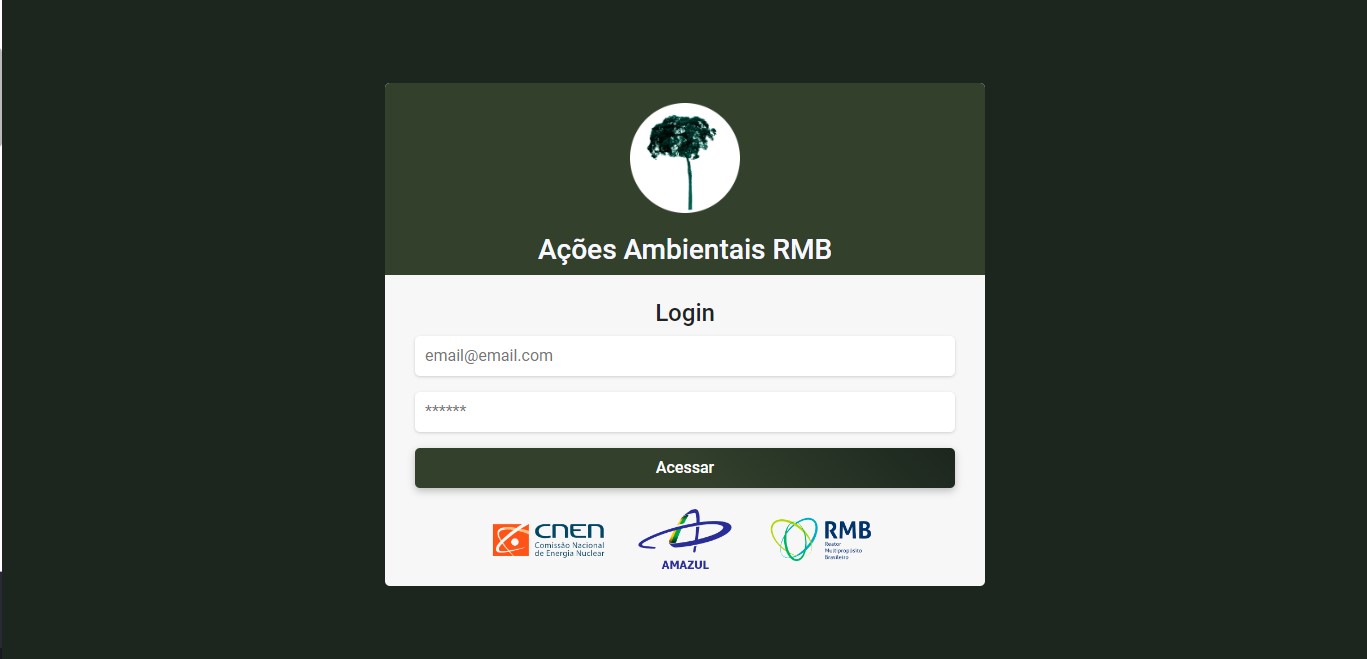 Ações Ambientais RMB
Login
email@email.com
******
Acessar
CNEN
Comissão Nacional
de Energia Nuclear
AMAZUL
RMB
Reator
Multipropósito
Brasileiro